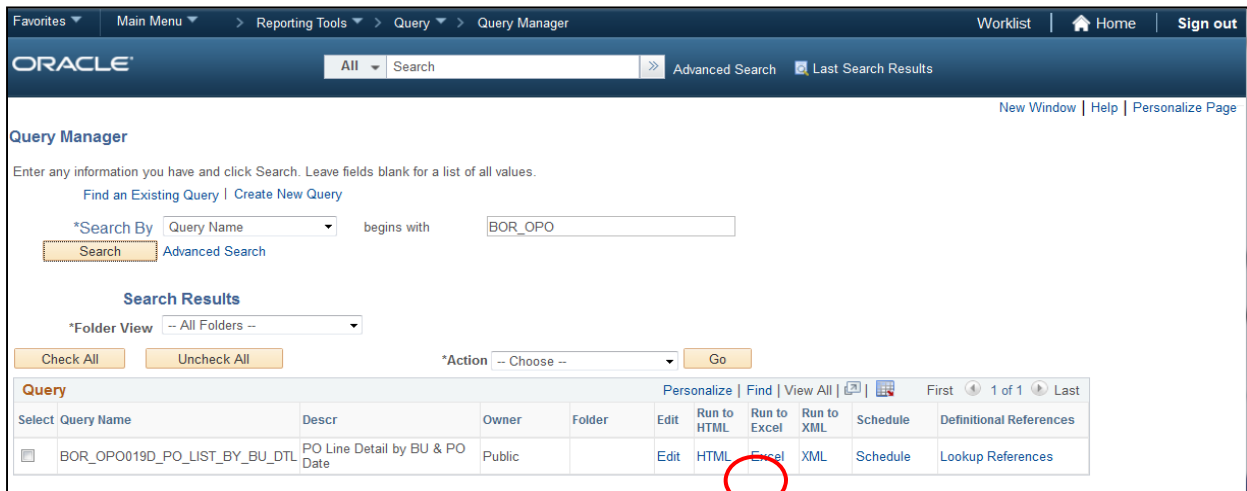 Favorites Main Menu > Reporting Tools > Query > Query Manager Worklist Home Sign out
ORACLE All Search » Advanced Search Last Search Results
New Window | Help | Personalize Page
Query Manager
Enter any information you have and click Search. Leave fields blank for a list of all values.
Find an Existing Query | Create New Query
*Search By Query Name begins with BOR_OPO
Search Advanced Search
Search Results
*Folder View -- All Folders --
Check All Uncheck All *Action -- Choose -- Go
Query Personalize | Find | View All | | First 1 of 1 Last
Select Query Name Descr Owner Folder Edit Run to HTML Run to Excel Run to XML Schedule Definitional References
BOR_OPO019D_PO_LIST_BY_BU_DTL PO Line Detail by BU & PO Date Public Edit HTML Excel XML Schedule Lookup References